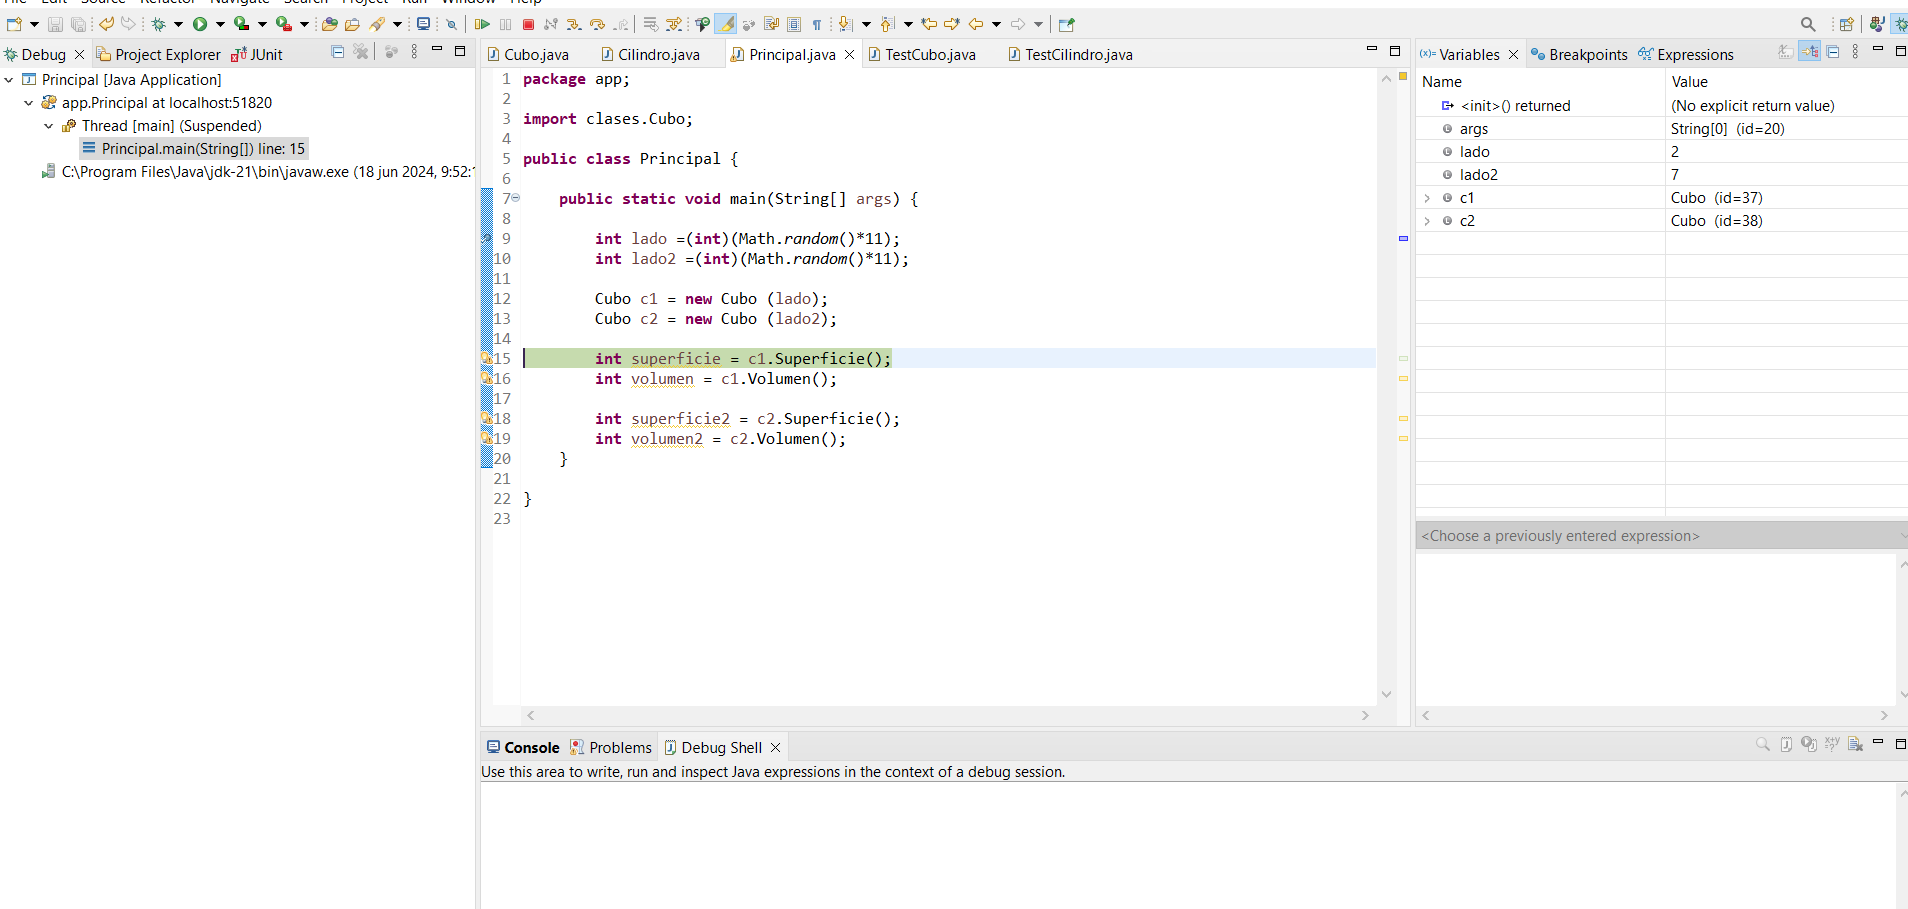 File Edit Source Refactor Navigate Search Project Run Window Help
Debug
Project Explorer
JUnit
Principal [Java Application]
app.Principal at localhost:51820
Thread [main] (Suspended)
Principal.main(String[]) line: 15
C:\Program Files\Java\jdk-21\bin\javaw.exe (18 jun 2024, 9:52:
Cubo.java
Cilindro.java
Principal.java
TestCubo.java
TestCilindro.java
1 package app;
2
3 import clases.Cubo;
4
5 public class Principal {
6
7 public static void main(String[] args) {
8
9 int lado =(int)(Math.random()*11);
10 int lado2 =(int)(Math.random()*11);
11
12 Cubo c1 = new Cubo (lado);
13 Cubo c2 = new Cubo (lado2);
14
15 int superficie = c1.Superficie();
16 int volumen = c1.Volumen();
17
18 int superficie2 = c2.Superficie();
19 int volumen2 = c2.Volumen();
20 }
21
22 }
23
(x)= Variables
Breakpoints
Expressions
Name Value
<init>() returned (No explicit return value)
args String[0] (id=20)
lado 2
lado2 7
c1 Cubo (id=37)
c2 Cubo (id=38)
<Choose a previously entered expression>
Console
Problems
Debug Shell
Use this area to write, run and inspect Java expressions in the context of a debug session.